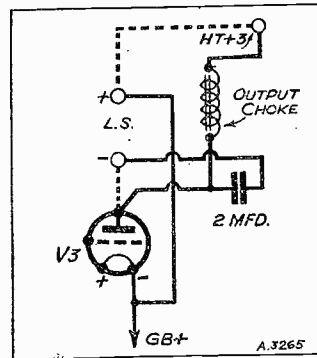 HT+3
+
L.S.
OUTPUT
CHOKE
-
2 MFD.
V3
+ -
GB+
A.3265